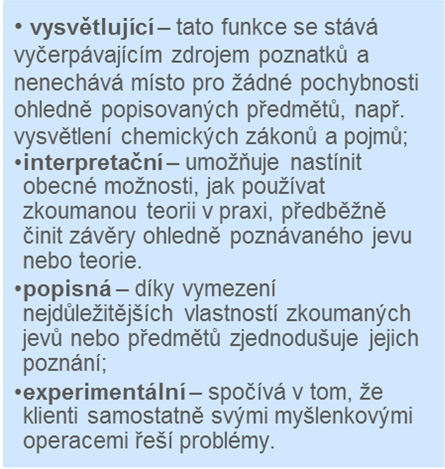 • vysvětlující – tato funkce se stává
vyčerpávajícím zdrojem poznatků a
nenechává místo pro žádné pochybnosti
ohledně popisovaných předmětů, např.
vysvětlení chemických zákonů a pojmů;
•interpretační – umožňuje nastínit
obecné možnosti, jak používat
zkoumanou teorii v praxi, předběžně
činit závěry ohledně poznávaného jevu
nebo teorie.
•popisná – díky vymezení
nejdůležitějších vlastností zkoumaných
jevů nebo předmětů zjednodušuje jejich
poznání;
•experimentální – spočívá v tom, že
klienti samostatně svými myšlenkovými
operacemi řeší problémy.